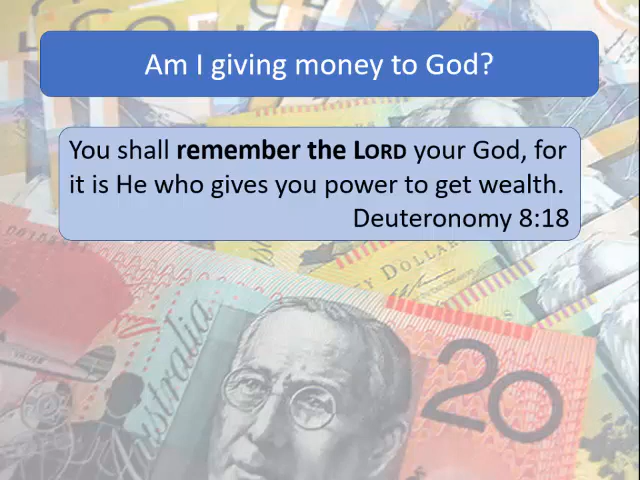 Am I giving money to God?
You shall remember the LORD your God, for
it is He who gives you power to get wealth.
Deuteronomy 8:18
DOLLARS
Australia
20